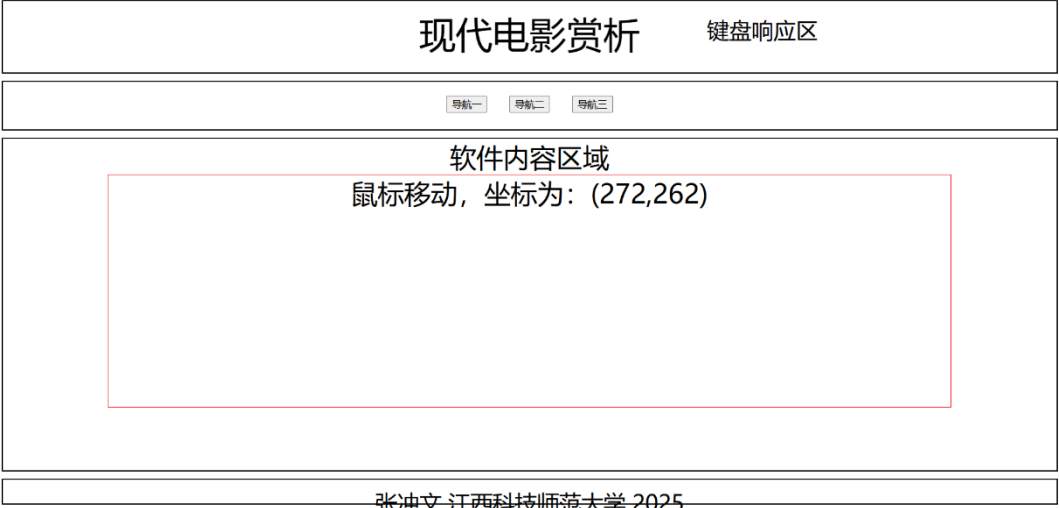 现代电影赏析 键盘响应区
导航一 导航二 导航三
软件内容区域
鼠标移动，坐标为：(272,262)
张冲文 江西科技师范大学 2025